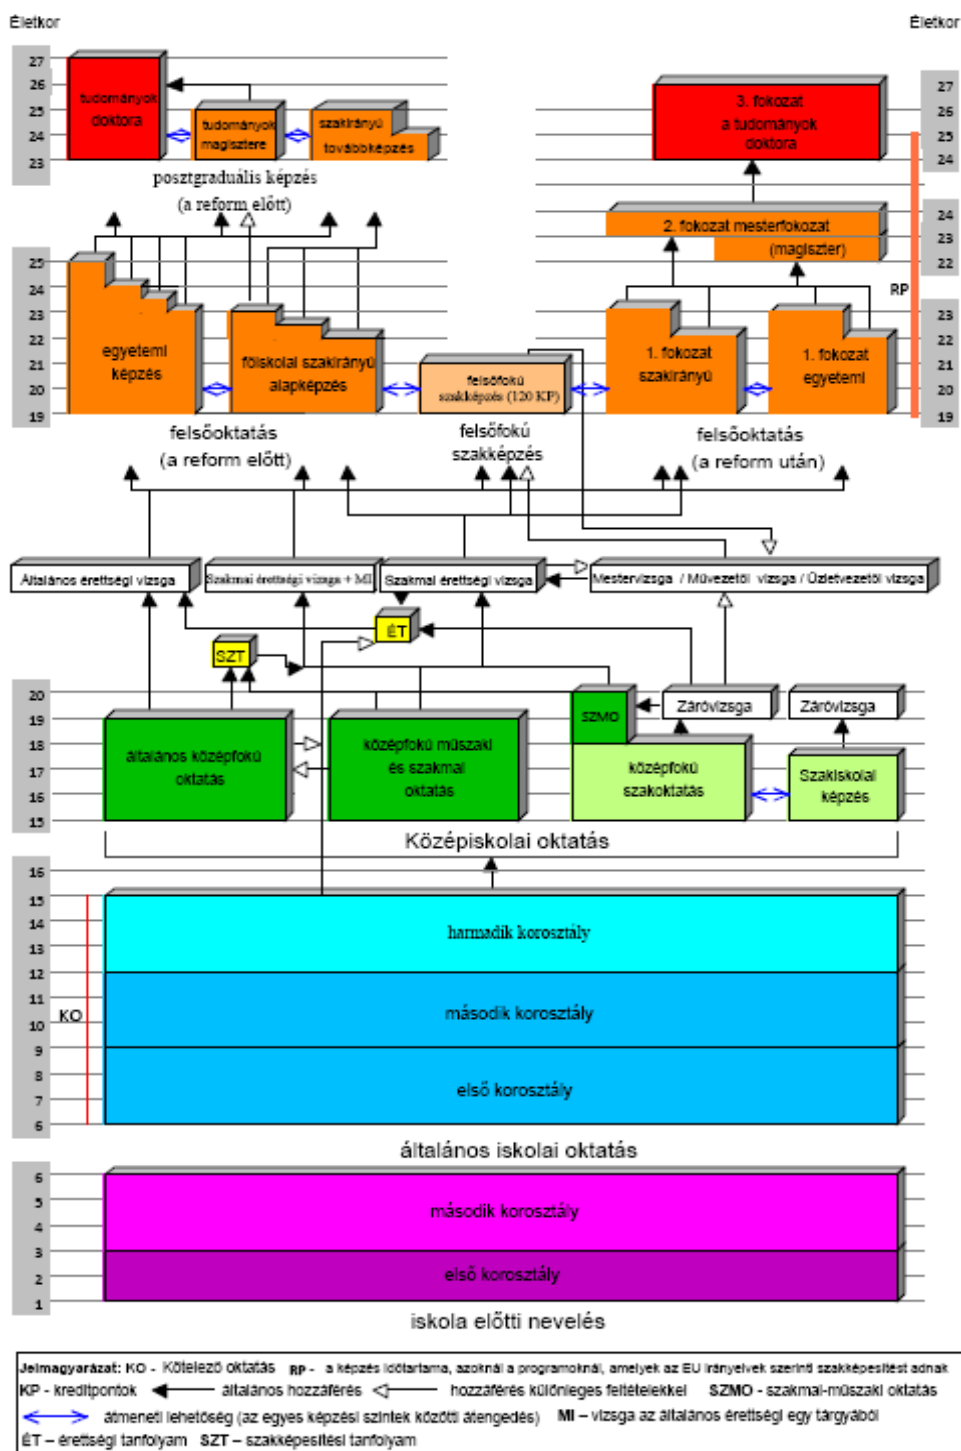 Életkor
Életkor
27
26
25
24
23
tudományok
doktora
tudományok
magisztere
szakirányú
továbbképzés
posztgraduális képzés
(a reform előtt)
3. fokozat
a tudományok
doktora
27
26
25
24
2. fokozat mesterfokozat
(magiszter)
24
23
22
RP
25
24
23
22
21
20
19
egyetemi
képzés
főiskolai szakirányú
alapképzés
felsőfokú
szakképzés (120 KP)
1. fokozat
szakirányú
1. fokozat
egyetemi
23
22
21
20
19
felsőoktatás
(a reform előtt)
felsőfokú
szakképzés
felsőoktatás
(a reform után)
Általános érettségi vizsga
Szakmai érettségi vizsga + MI
Szakmai érettségi vizsga
Mestervizsga / Művezetői vizsga / Üzletvezetői vizsga
ÉT
SZT
20
19
18
17
16
15
általános középfokú
oktatás
középfokú műszaki
és szakmai
oktatás
SZMO
Záróvizsga
Záróvizsga
középfokú
szakoktatás
Szakiskolai
képzés
Középiskolai oktatás
16
15
14
13
12
11
10
9
8
7
6
KO
harmadik korosztály
második korosztály
első korosztály
általános iskolai oktatás
6
5
4
3
2
1
második korosztály
első korosztály
iskola előtti nevelés
Jelmagyarázat: KO - Kötelező oktatás RP - a képzés időtartama, azoknál a programoknál, amelyek az EU irányelvek szerinti szakképesítést adnak
KP - kreditpontok általános hozzáférés hozzáférés különleges feltételekkel SZMO - szakmai-műszaki oktatás
átmeneti lehetőség (az egyes képzési szintek közötti átengedés) MI – vizsga az általános érettségi egy tárgyából
ÉT – érettségi tanfolyam SZT – szakképesítési tanfolyam